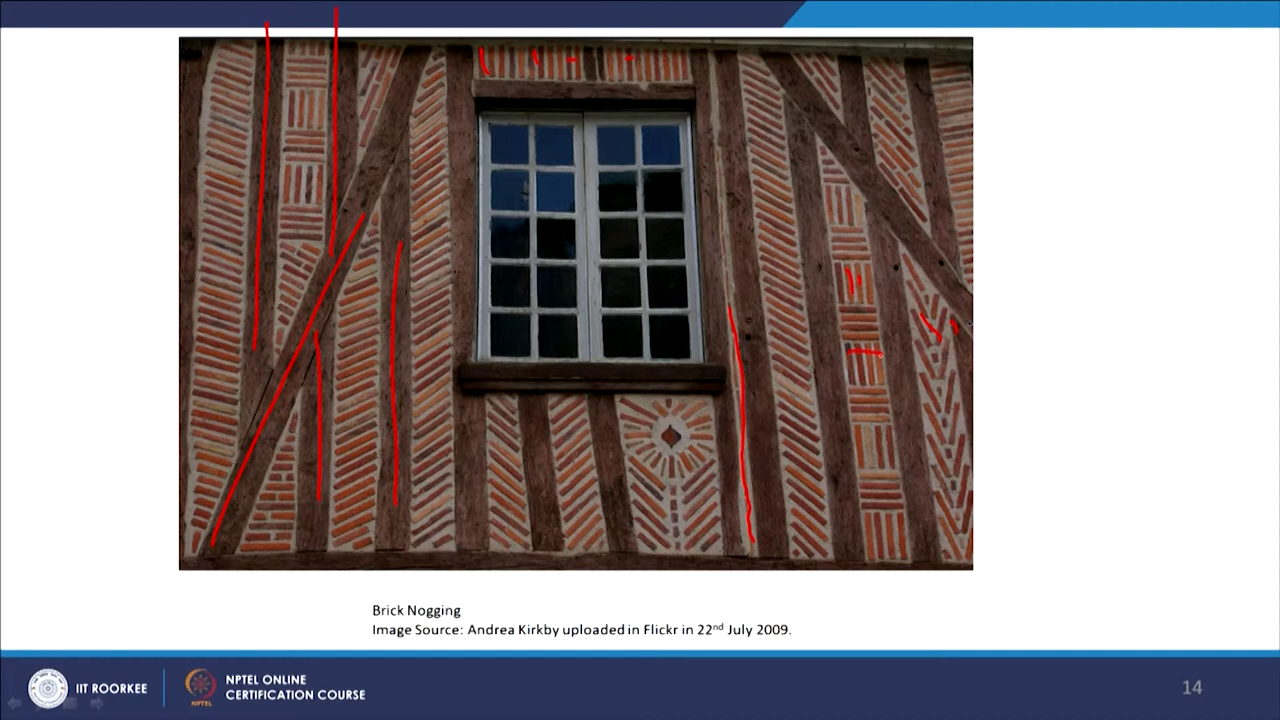 Brick Nogging
Image Source: Andrea Kirkby uploaded in Flickr in 22nd July 2009.
IIT ROORKEE
NPTEL
NPTEL ONLINE
CERTIFICATION COURSE
14